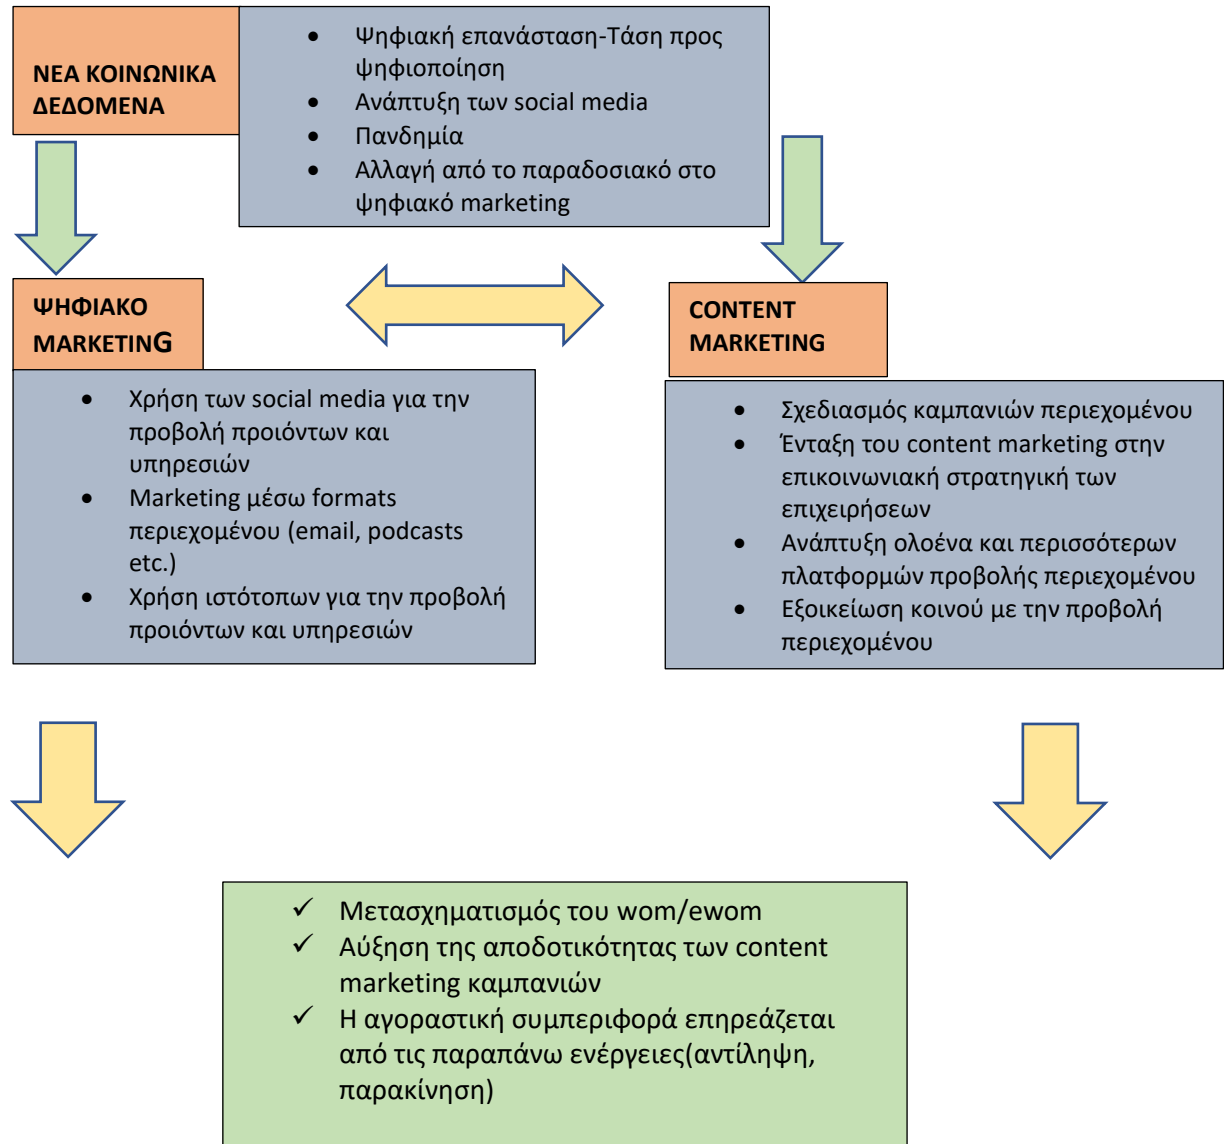 ΝΕΑ ΚΟΙΝΩΝΙΚΑ
ΔΕΔΟΜΕΝΑ
• Ψηφιακή επανάσταση-Τάση προς
ψηφιοποίηση
• Ανάπτυξη των social media
• Πανδημία
• Αλλαγή από το παραδοσιακό στο
ψηφιακό marketing
ΨΗΦΙΑΚΟ
MARKETING
• Χρήση των social media για την
προβολή προιόντων και
υπηρεσιών
• Marketing μέσω formats
περιεχομένου (email, podcasts
etc.)
• Χρήση ιστότοπων για την προβολή
προιόντων και υπηρεσιών
CONTENT
MARKETING
• Σχεδιασμός καμπανιών περιεχομένου
• Ένταξη του content marketing στην
επικοινωνιακή στρατηγική των
επιχειρήσεων
• Ανάπτυξη ολοένα και περισσότερων
πλατφορμών προβολής περιεχομένου
• Εξοικείωση κοινού με την προβολή
περιεχομένου
✓ Μετασχηματισμός του wom/ewom
✓ Αύξηση της αποδοτικότητας των content
marketing καμπανιών
✓ Η αγοραστική συμπεριφορά επηρεάζεται
από τις παραπάνω ενέργειες(αντίληψη,
παρακίνηση)